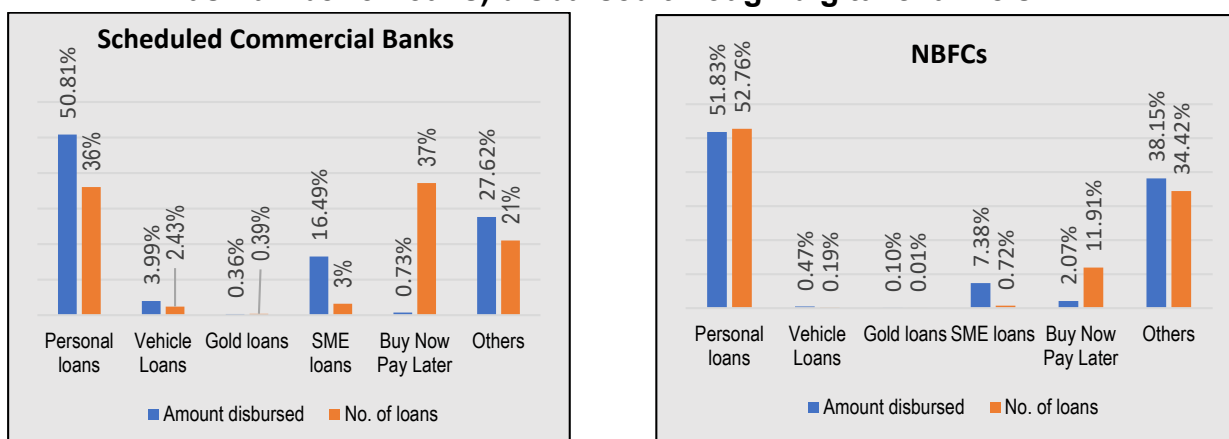 Scheduled Commercial Banks
50.81%
36%
3.99%
2.43%
0.36%
0.39%
16.49%
3%
0.73%
37%
27.62%
21%
Personal loans
Vehicle Loans
Gold loans
SME loans
Buy Now Pay Later
Others
Amount disbursed
No. of loans
NBFCs
51.83%
52.76%
0.47%
0.19%
0.10%
0.01%
7.38%
0.72%
2.07%
11.91%
38.15%
34.42%
Personal loans
Vehicle Loans
Gold loans
SME loans
Buy Now Pay Later
Others
Amount disbursed
No. of loans